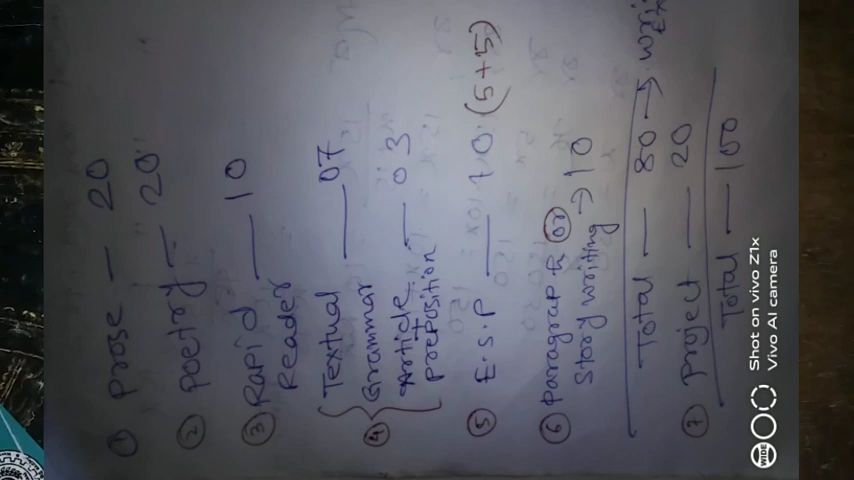 ① Prose — 20
② Poetry — 20
③ Rapid — 10
Reader
Textual — 07
④ Grammar
Article + — 03
preposition
⑤ E.S.P — 10 (5+5)
⑥ Paragraph or
Story writing → 10
Total — 80 →
⑦ Project — 20
Total — 100
WIDE
Shot on vivo Z1x
Vivo AI camera